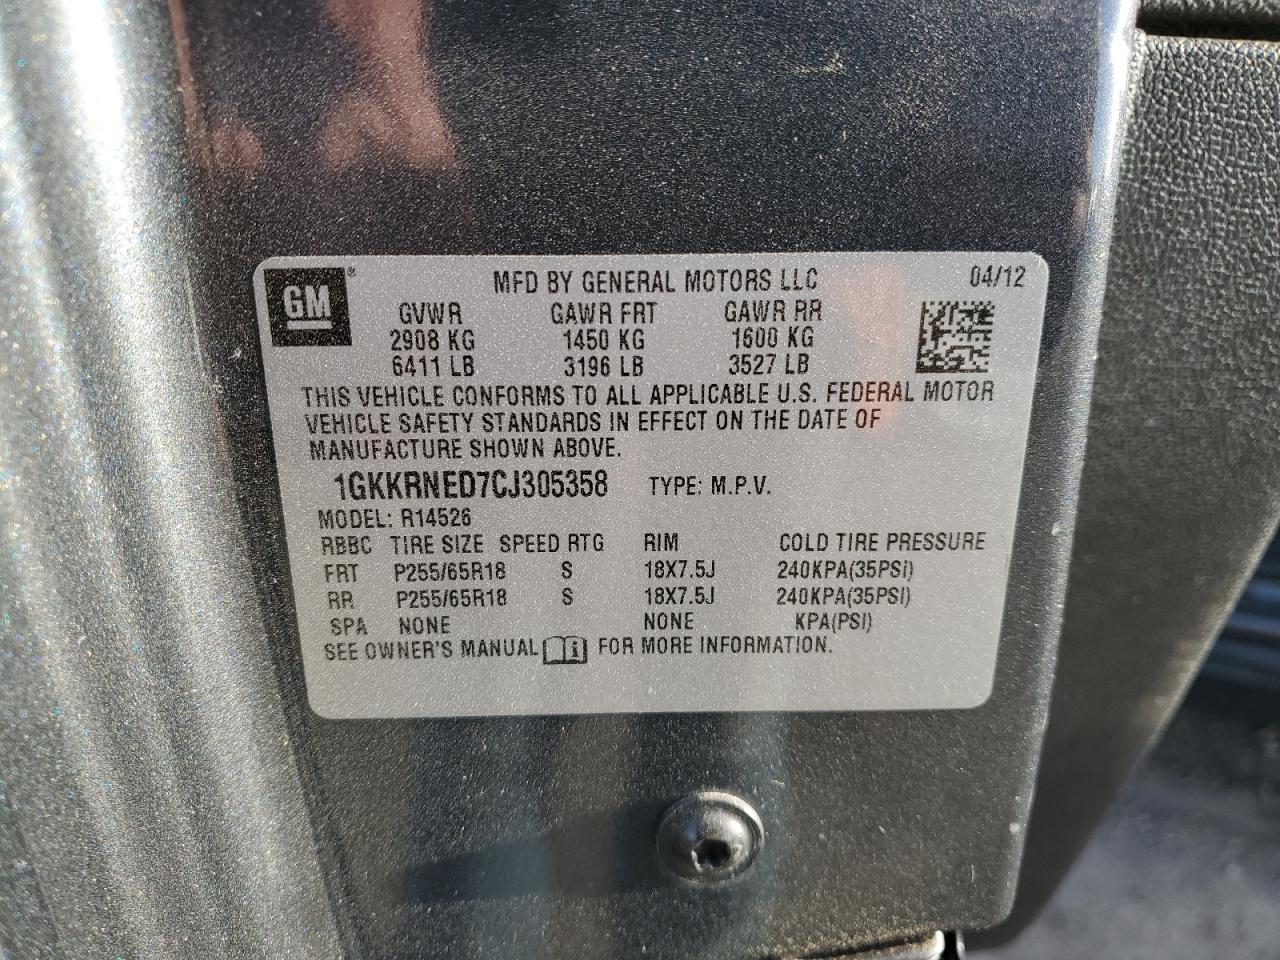 GM ® MFD BY GENERAL MOTORS LLC 04/12
GVWR GAWR FRT GAWR RR
2908 KG 1450 KG 1600 KG
6411 LB 3196 LB 3527 LB
THIS VEHICLE CONFORMS TO ALL APPLICABLE U.S. FEDERAL MOTOR
VEHICLE SAFETY STANDARDS IN EFFECT ON THE DATE OF
MANUFACTURE SHOWN ABOVE.
1GKKRNED7CJ305358 TYPE: M.P.V.
MODEL: R14526
RBBC TIRE SIZE SPEED RTG RIM COLD TIRE PRESSURE
FRT P255/65R18 S 18X7.5J 240KPA(35PSI)
RR P255/65R18 S 18X7.5J 240KPA(35PSI)
SPA NONE NONE KPA(PSI)
SEE OWNER'S MANUAL i FOR MORE INFORMATION.